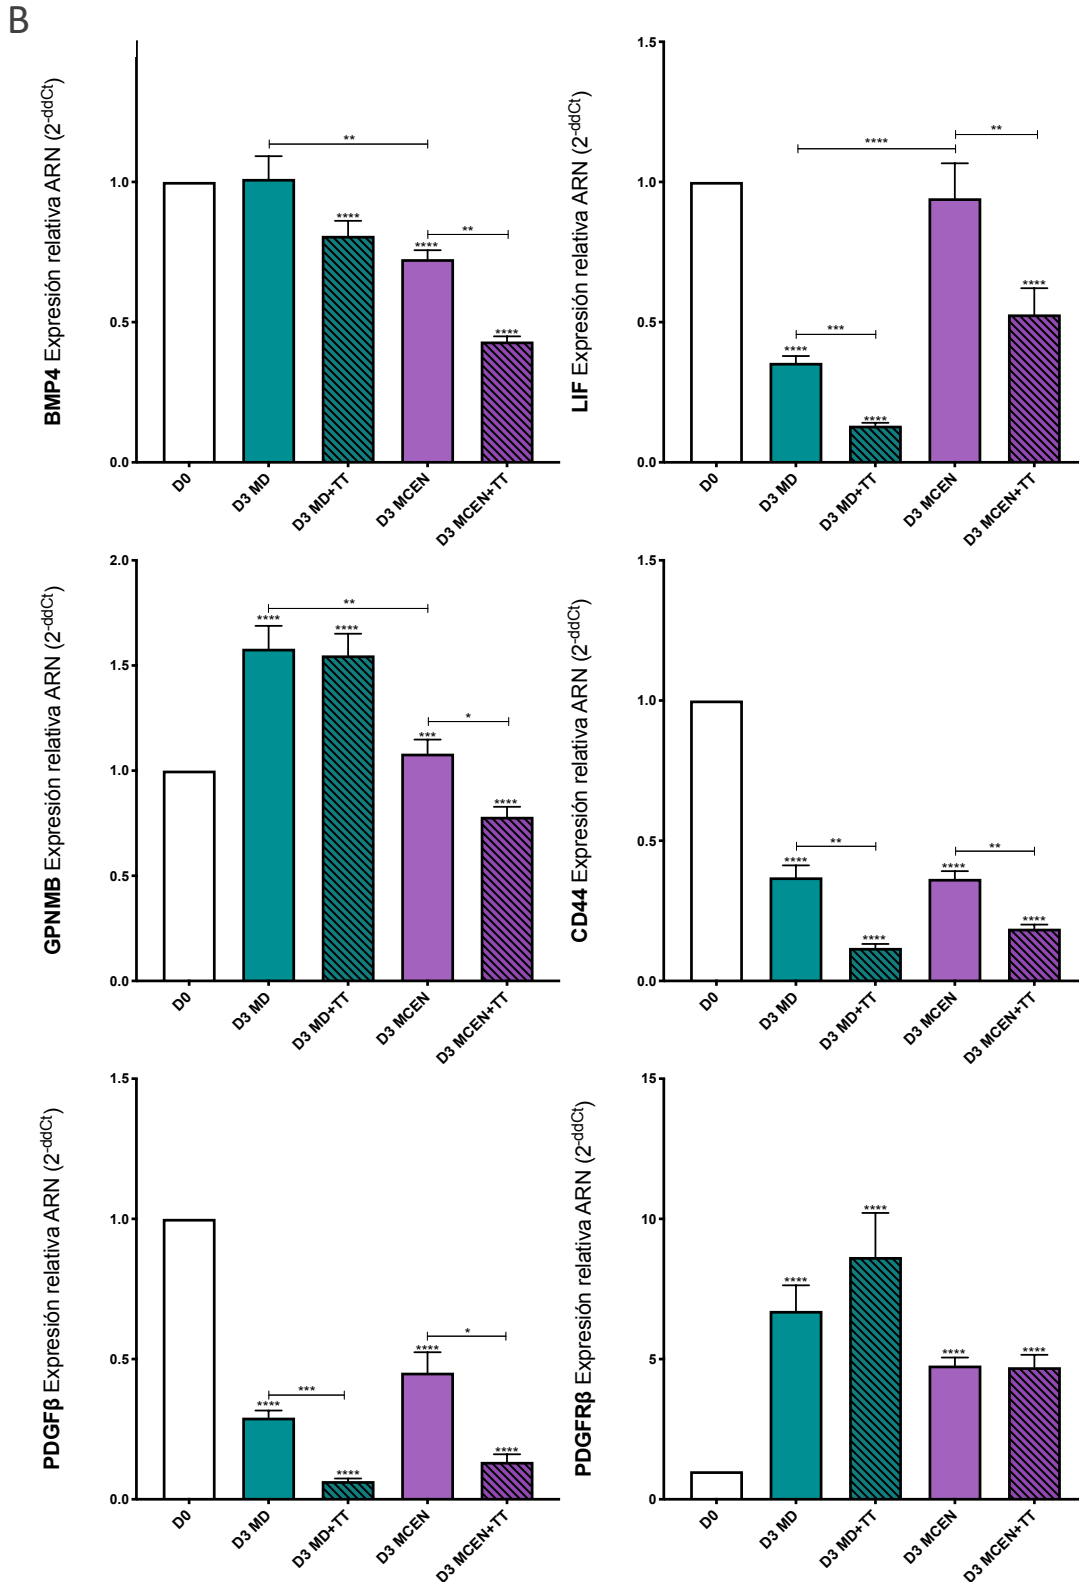 B
BMP4 Expresión relativa ARN (2-ddCt)
1.0
0.5
0.0
**
****
****
**
****
D0
D3 MD
D3 MD+TT
D3 MCEN
D3 MCEN+TT
LIF Expresión relativa ARN (2-ddCt)
1.5
1.0
0.5
0.0
****
**
***
****
****
****
D0
D3 MD
D3 MD+TT
D3 MCEN
D3 MCEN+TT
GPNMB Expresión relativa ARN (2-ddCt)
2.0
1.5
1.0
0.5
0.0
**
****
****
*
***
****
D0
D3 MD
D3 MD+TT
D3 MCEN
D3 MCEN+TT
CD44 Expresión relativa ARN (2-ddCt)
1.5
1.0
0.5
0.0
**
**
****
****
****
****
D0
D3 MD
D3 MD+TT
D3 MCEN
D3 MCEN+TT
PDGFβ Expresión relativa ARN (2-ddCt)
1.5
1.0
0.5
0.0
*
****
***
****
****
****
D0
D3 MD
D3 MD+TT
D3 MCEN
D3 MCEN+TT
PDGFRβ Expresión relativa ARN (2-ddCt)
15
10
5
0
****
****
****
****
D0
D3 MD
D3 MD+TT
D3 MCEN
D3 MCEN+TT